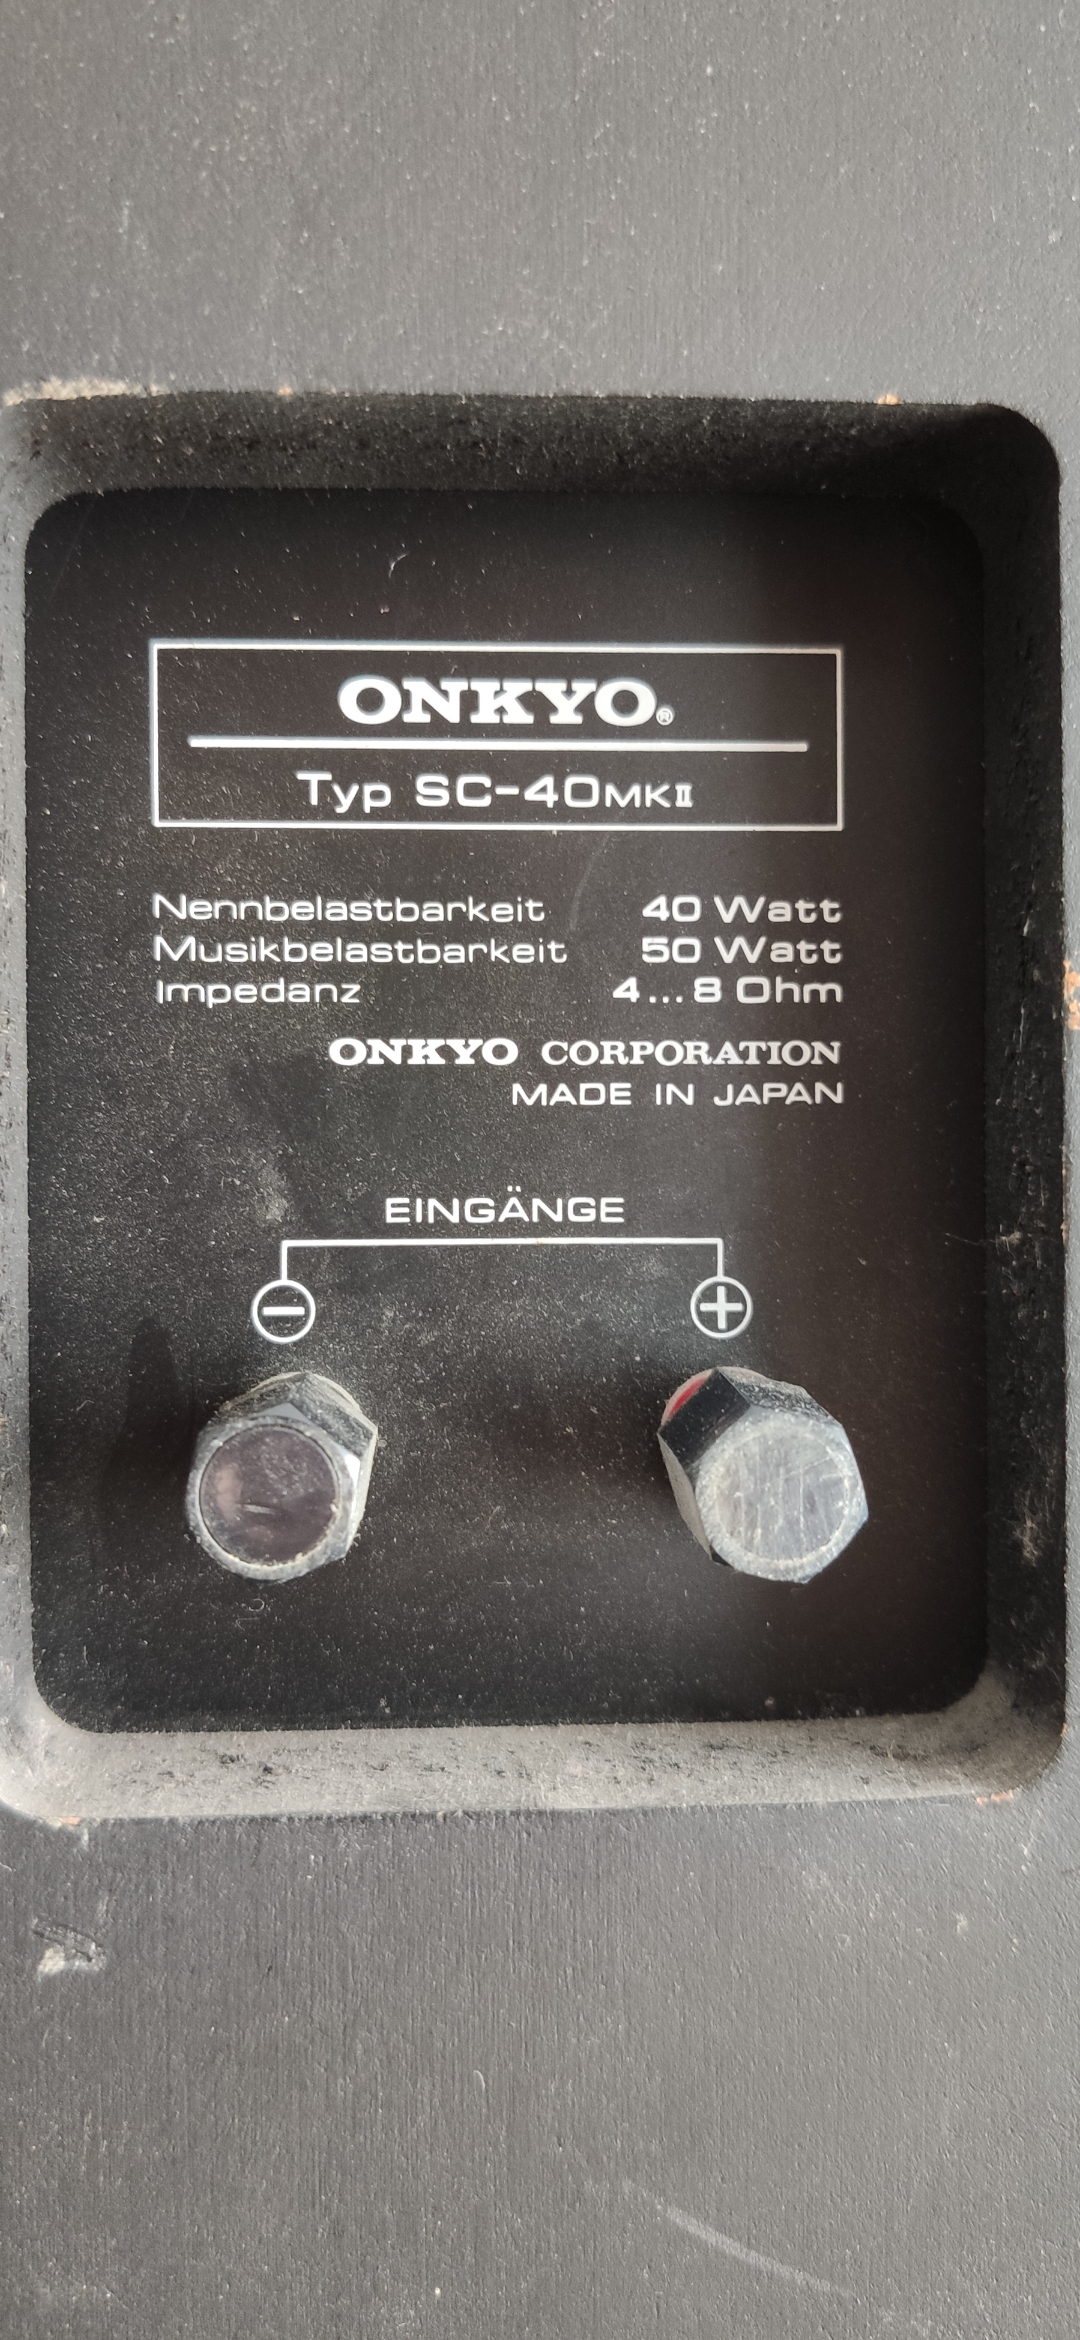 ONKYO®
Typ SC-40MKII
Nennbelastbarkeit 40 Watt
Musikbelastbarkeit 50 Watt
Impedanz 4...8 Ohm
ONKYO CORPORATION
MADE IN JAPAN
EINGÄNGE
− +